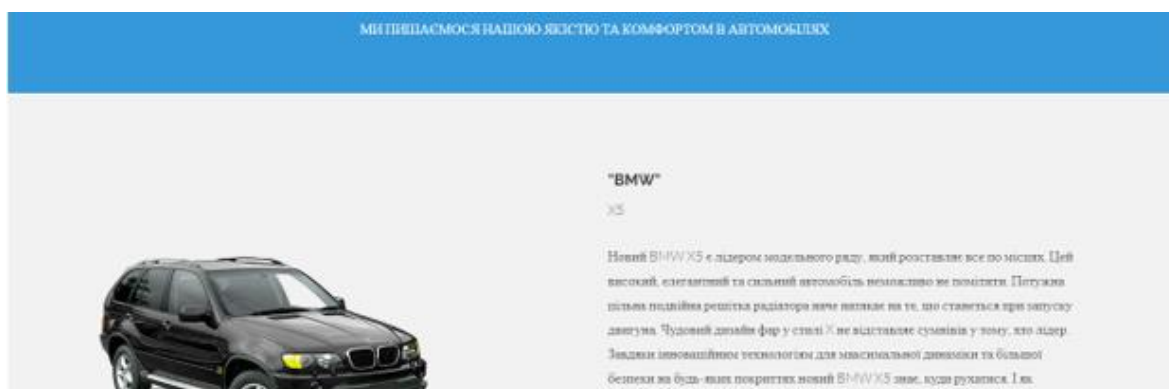 МИ ПИШАЄМОСЯ НАШОЮ ЯКІСТЮ ТА КОМФОРТОМ В АВТОМОБІЛЯХ
"BMW"
X5
Новий BMW X5 є лідером модельного ряду, який розставляє все по місцях. Цей
високий, елегантний та сильний автомобіль неможливо не помітити. Потужна
цільна подвійна решітка радіатора наче натякає на те, що станеться при запуску
двигуна. Чудовий дизайн фар у стилі X не відставляє сумнівів у тому, хто лідер.
Завдяки інноваційним технологіям для максимальної динаміки та більшої
безпеки на будь-яких покриттях новий BMW X5 знає, куди рухатися. І як